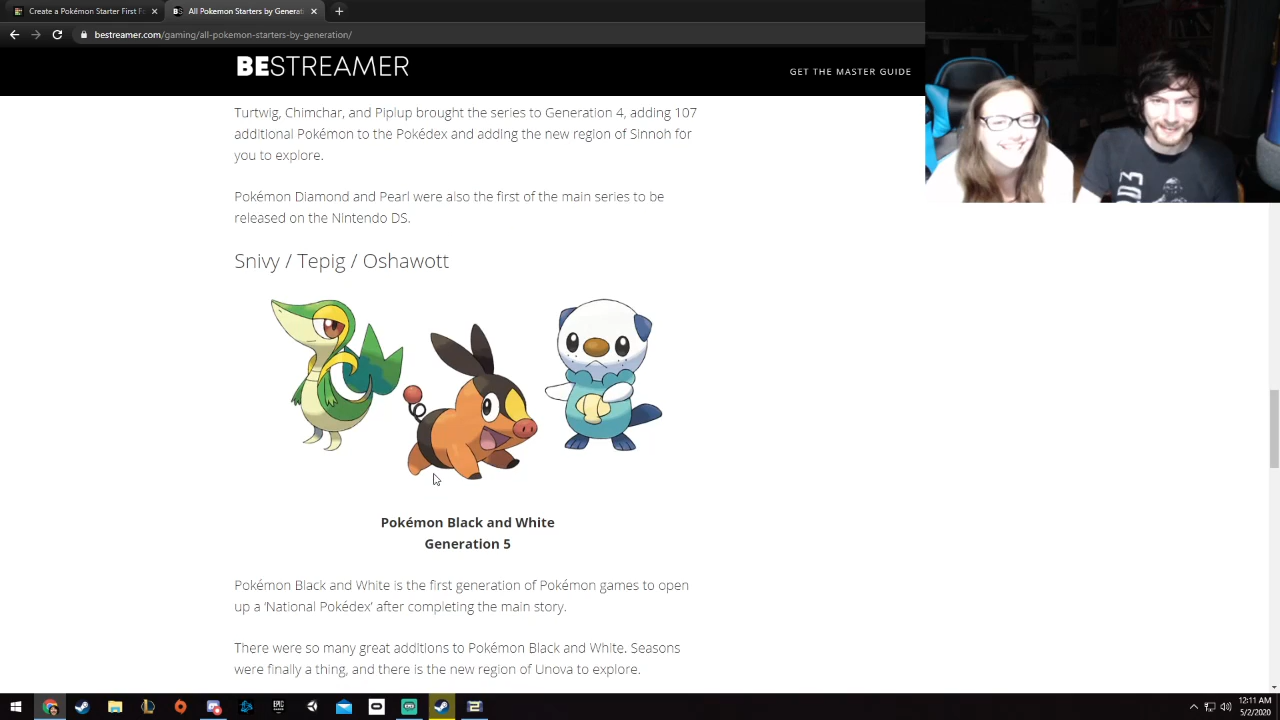 Create a Pokémon Starter First F
All Pokemon Starters by Generati
bestreamer.com/gaming/all-pokemon-starters-by-generation/
BESTREAMER
GET THE MASTER GUIDE
Turtwig, Chimchar, and Piplup brought the series to Generation 4, adding 107
additional Pokémon to the Pokédex and adding the new region of Sinnoh for
you to explore.
Pokémon Diamond and Pearl were also the first of the main series to be
released on the Nintendo DS.
Snivy / Tepig / Oshawott
Pokémon Black and White
Generation 5
Pokémon Black and White is the first generation of Pokémon games to open
up a ‘National Pokédex’ after completing the main story.
There were so many great additions to Pokémon Black and White. Seasons
were finally a thing, and there is the new region of Unova to explore.
EPIC
12:11 AM
5/2/2020